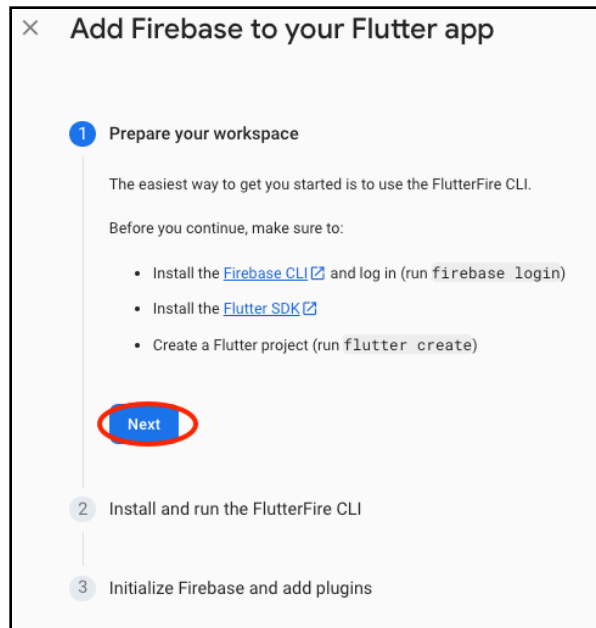 Add Firebase to your Flutter app
1 Prepare your workspace
The easiest way to get you started is to use the FlutterFire CLI.
Before you continue, make sure to:
• Install the Firebase CLI and log in (run firebase login)
• Install the Flutter SDK
• Create a Flutter project (run flutter create)
Next
2 Install and run the FlutterFire CLI
3 Initialize Firebase and add plugins